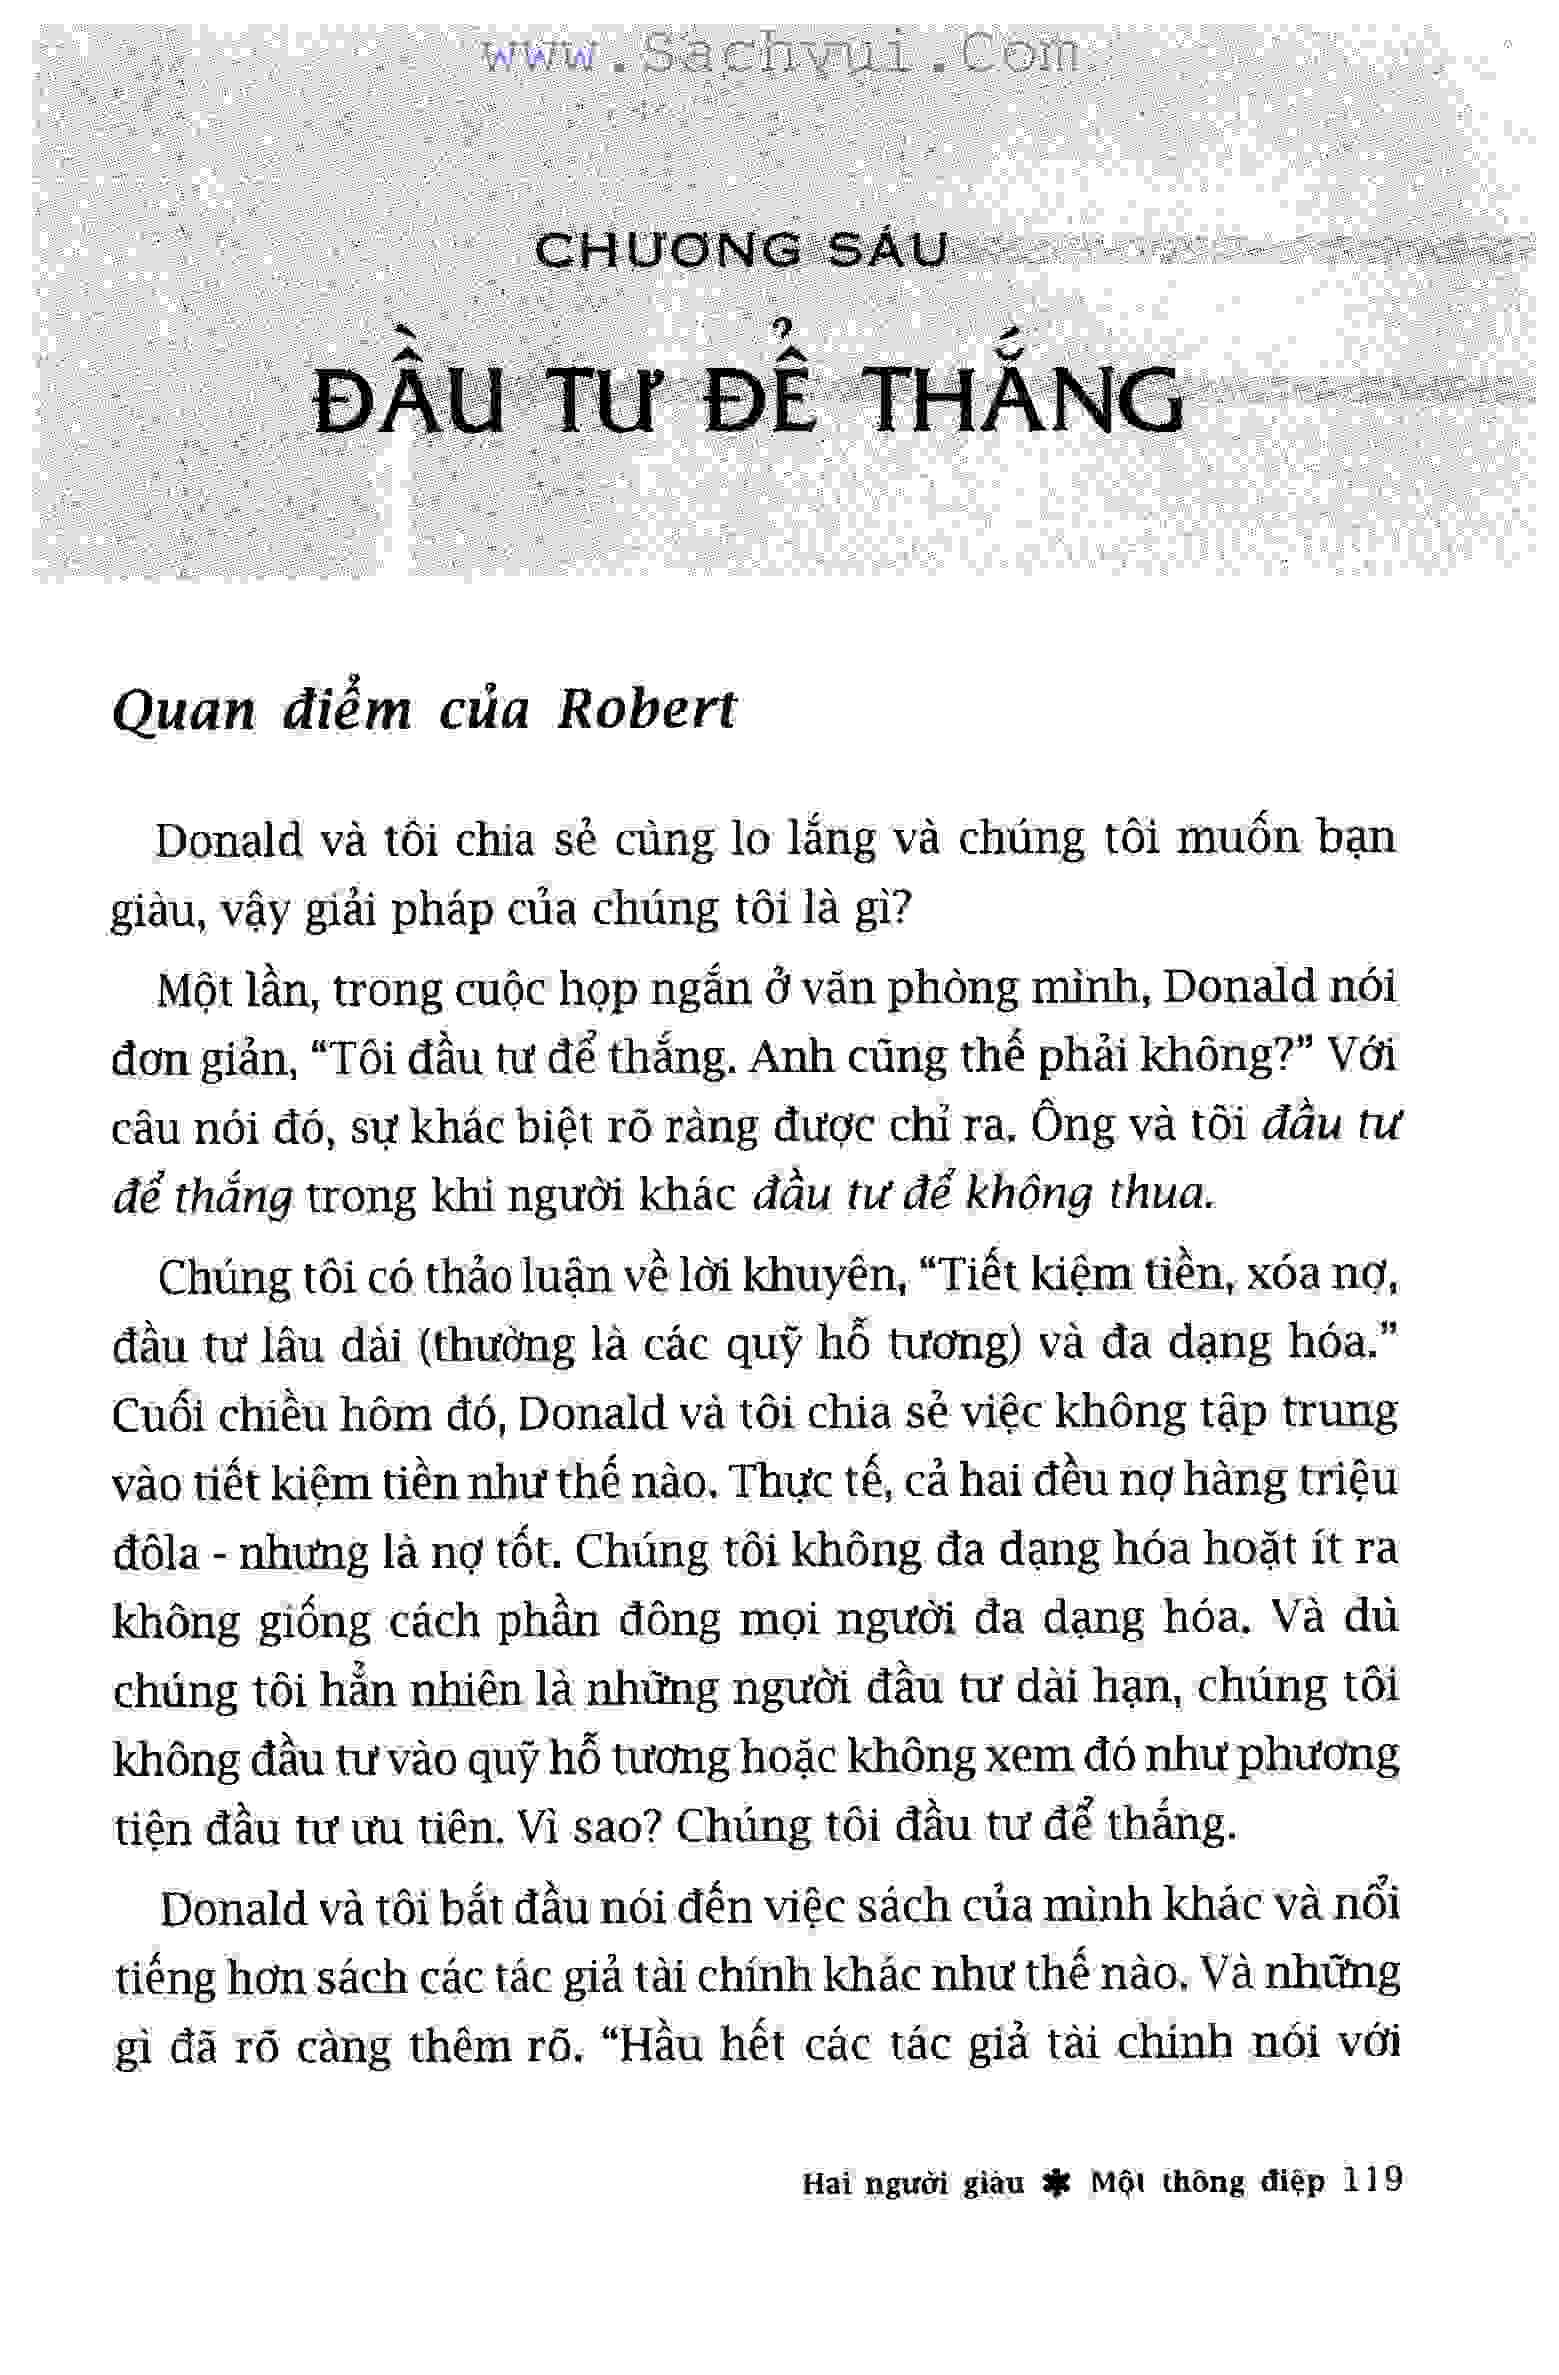 www.Sachvui.Com
CHƯƠNG SÁU
ĐẦU TƯ ĐỂ THẮNG
Quan điểm của Robert
Donald và tôi chia sẻ cùng lo lắng và chúng tôi muốn bạn
giàu, vậy giải pháp của chúng tôi là gì?
Một lần, trong cuộc họp ngắn ở văn phòng mình, Donald nói
đơn giản, “Tôi đầu tư để thắng. Anh cũng thế phải không?” Với
câu nói đó, sự khác biệt rõ ràng được chỉ ra. Ông và tôi đầu tư
để thắng trong khi người khác đầu tư để không thua.
Chúng tôi có thảo luận về lời khuyên, “Tiết kiệm tiền, xóa nợ,
đầu tư lâu dài (thường là các quỹ hỗ tương) và đa dạng hóa.”
Cuối chiều hôm đó, Donald và tôi chia sẻ việc không tập trung
vào tiết kiệm tiền như thế nào. Thực tế, cả hai đều nợ hàng triệu
đôla - nhưng là nợ tốt. Chúng tôi không đa dạng hóa hoặt ít ra
không giống cách phần đông mọi người đa dạng hóa. Và dù
chúng tôi hẳn nhiên là những người đầu tư dài hạn, chúng tôi
không đầu tư vào quỹ hỗ tương hoặc không xem đó như phương
tiện đầu tư ưu tiên. Vì sao? Chúng tôi đầu tư để thắng.
Donald và tôi bắt đầu nói đến việc sách của mình khác và nổi
tiếng hơn sách các tác giả tài chính khác như thế nào. Và những
gì đã rõ càng thêm rõ. “Hầu hết các tác giả tài chính nói với
Hai người giàu ✱ Một thông điệp 119